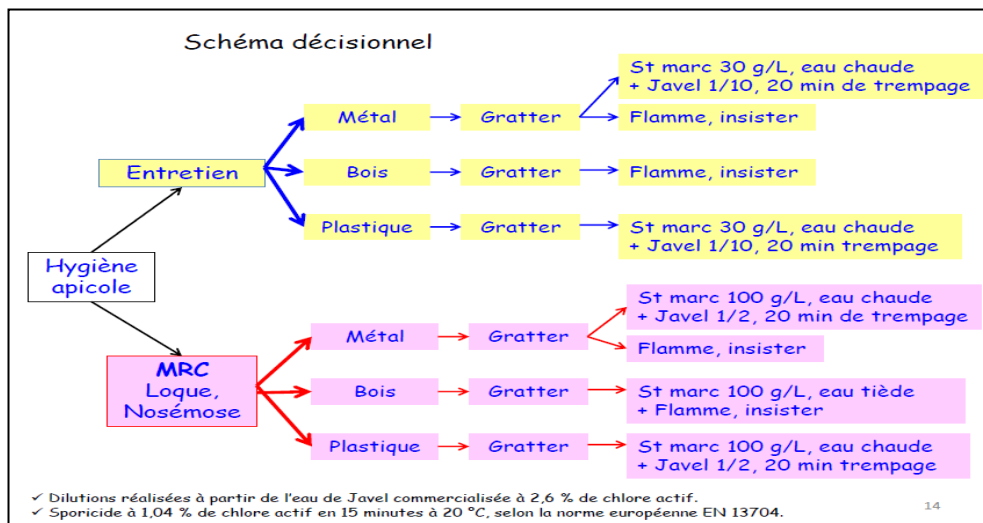 Schéma décisionnel
St marc 30 g/L, eau chaude
+ Javel 1/10, 20 min de trempage
Métal
Gratter
Flamme, insister
Entretien
Bois
Gratter
Flamme, insister
Plastique
Gratter
St marc 30 g/L, eau chaude
+ Javel 1/10, 20 min trempage
Hygiène
apicole
St marc 100 g/L, eau chaude
+ Javel 1/2, 20 min de trempage
Métal
Gratter
Flamme, insister
MRC
Loque,
Nosémose
Bois
Gratter
St marc 100 g/L, eau tiède
+ Flamme, insister
Plastique
Gratter
St marc 100 g/L, eau chaude
+ Javel 1/2, 20 min trempage
✓ Dilutions réalisées à partir de l'eau de Javel commercialisée à 2,6 % de chlore actif.
✓ Sporicide à 1,04 % de chlore actif en 15 minutes à 20 °C, selon la norme européenne EN 13704.
14